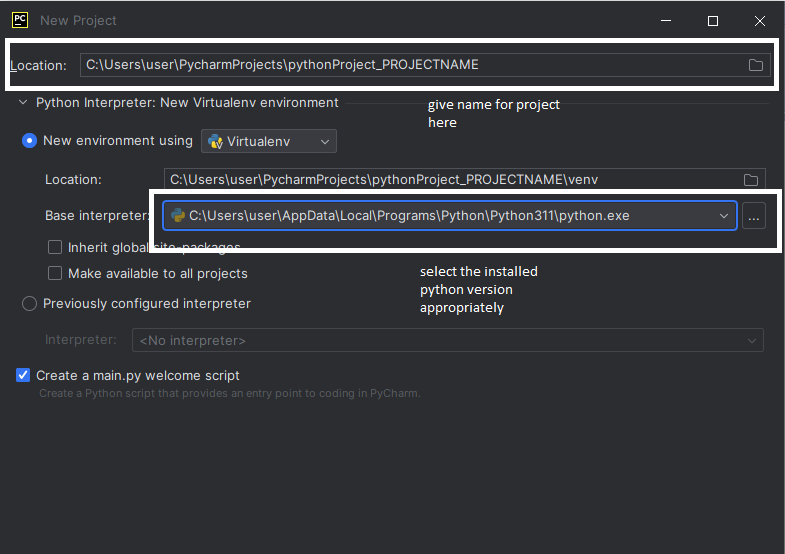 PC New Project
Location: C:\Users\user\PycharmProjects\pythonProject_PROJECTNAME
Python Interpreter: New Virtualenv environment
give name for project
here
New environment using Virtualenv
Location: C:\Users\user\PycharmProjects\pythonProject_PROJECTNAME\venv
Base interpreter: C:\Users\user\AppData\Local\Programs\Python\Python311\python.exe ...
Inherit global site-packages
Make available to all projects
select the installed
python version
appropriately
Previously configured interpreter
Interpreter: <No interpreter>
Create a main.py welcome script
Create a Python script that provides an entry point to coding in PyCharm.